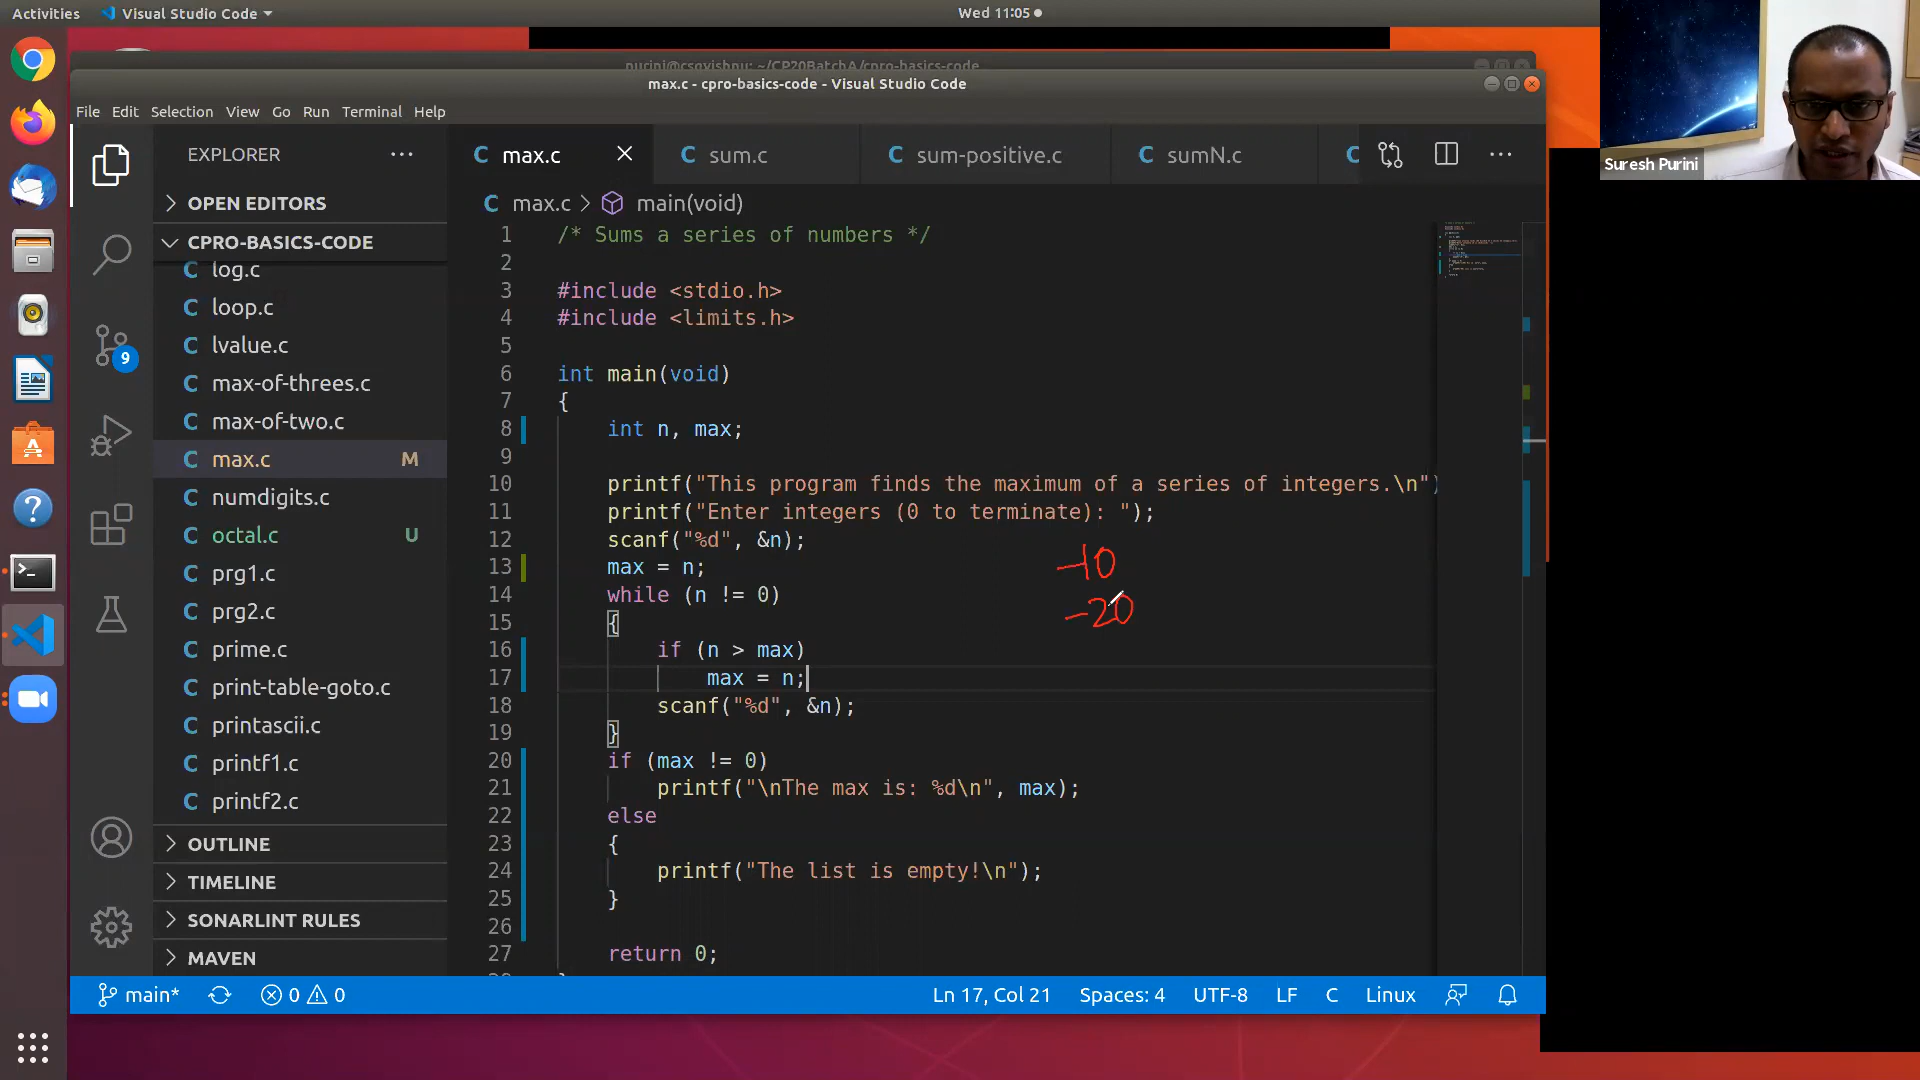 Activities Visual Studio Code Wed 11:05
purini@csgvishnu: ~/CP20BatchA/cpro-basics-code
max.c - cpro-basics-code - Visual Studio Code
File Edit Selection View Go Run Terminal Help
Suresh Purini
EXPLORER ···
C max.c C sum.c C sum-positive.c C sumN.c C ···
OPEN EDITORS
CPRO-BASICS-CODE
C log.c
C loop.c
C lvalue.c
C max-of-threes.c
C max-of-two.c
C max.c M
C numdigits.c
C octal.c U
C prg1.c
C prg2.c
C prime.c
C print-table-goto.c
C printascii.c
C printf1.c
C printf2.c
OUTLINE
TIMELINE
SONARLINT RULES
MAVEN
9
C max.c > main(void)
1 /* Sums a series of numbers */
2
3 #include <stdio.h>
4 #include <limits.h>
5
6 int main(void)
7 {
8 int n, max;
9
10 printf("This program finds the maximum of a series of integers.\n")
11 printf("Enter integers (0 to terminate): ");
12 scanf("%d", &n);
13 max = n;
14 while (n != 0)
15 {
16 if (n > max)
17 max = n;
18 scanf("%d", &n);
19 }
20 if (max != 0)
21 printf("\nThe max is: %d\n", max);
22 else
23 {
24 printf("The list is empty!\n");
25 }
26
27 return 0;
28 }
-10
-20
main* 0 0 Ln 17, Col 21 Spaces: 4 UTF-8 LF C Linux